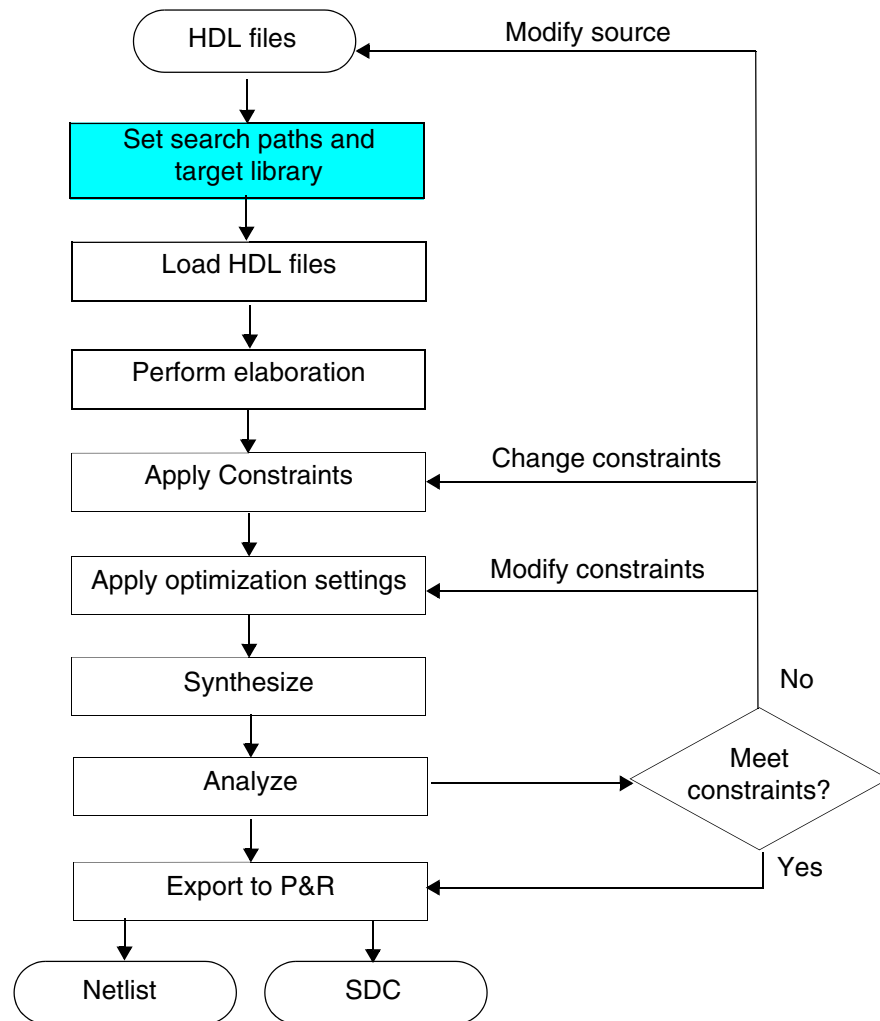 HDL files
Modify source
Set search paths and
target library
Load HDL files
Perform elaboration
Change constraints
Apply Constraints
Modify constraints
Apply optimization settings
Synthesize
No
Analyze
Meet
constraints?
Yes
Export to P&R
Netlist
SDC